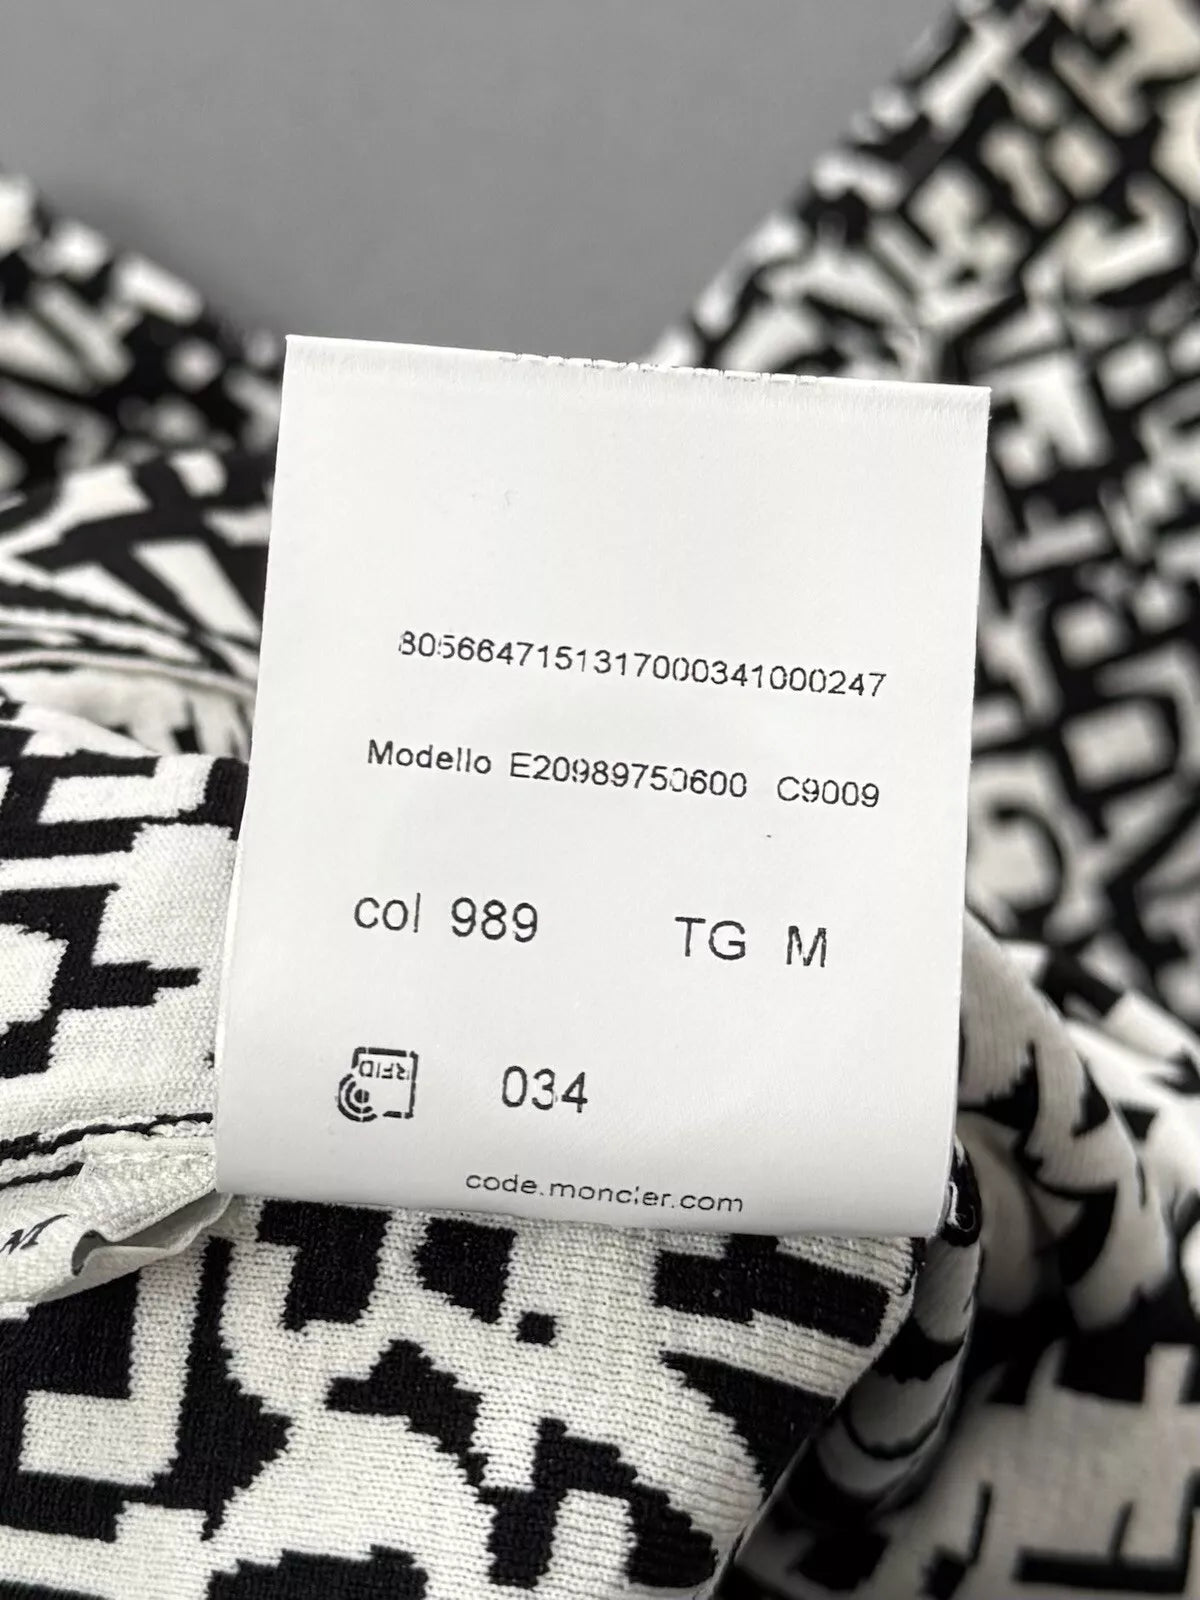 8056647151317000341000247
Modello E20989750600 C9009
col 989 TG M
RFID 034
code.moncler.com
M